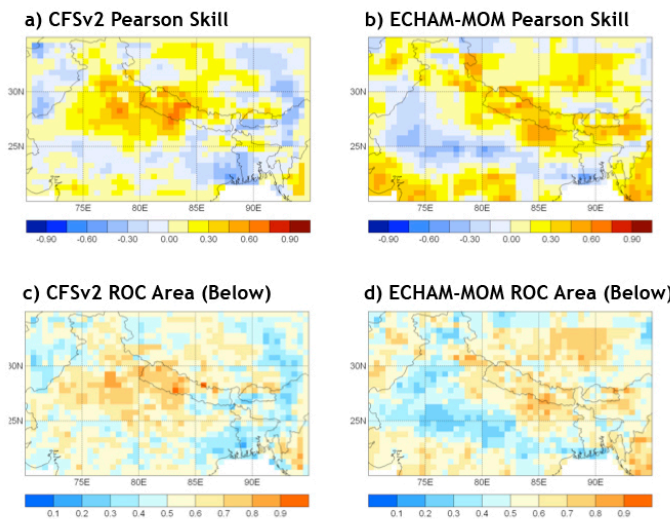 a) CFSv2 Pearson Skill
b) ECHAM-MOM Pearson Skill
30N
25N
75E 80E 85E 90E
-0.90 -0.60 -0.30 0.00 0.30 0.60 0.90
30N
25N
75E 80E 85E 90E
-0.90 -0.60 -0.30 0.00 0.30 0.60 0.90
c) CFSv2 ROC Area (Below)
d) ECHAM-MOM ROC Area (Below)
30N
25N
75E 80E 85E 90E
0.1 0.2 0.3 0.4 0.5 0.6 0.7 0.8 0.9
30N
25N
75E 80E 85E 90E
0.1 0.2 0.3 0.4 0.5 0.6 0.7 0.8 0.9